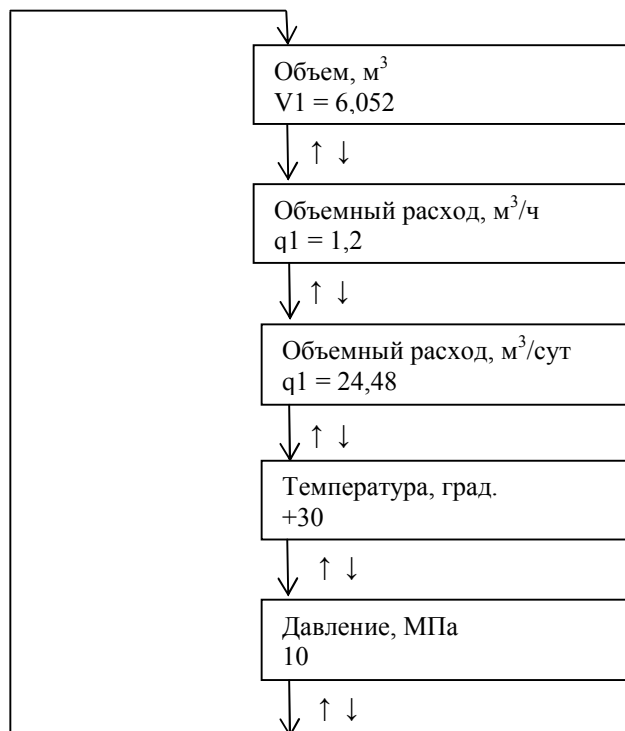 Объем, м³
V1 = 6,052
↑ ↓
Объемный расход, м³/ч
q1 = 1,2
↑ ↓
Объемный расход, м³/сут
q1 = 24,48
↑ ↓
Температура, град.
+30
↑ ↓
Давление, МПа
10
↑ ↓